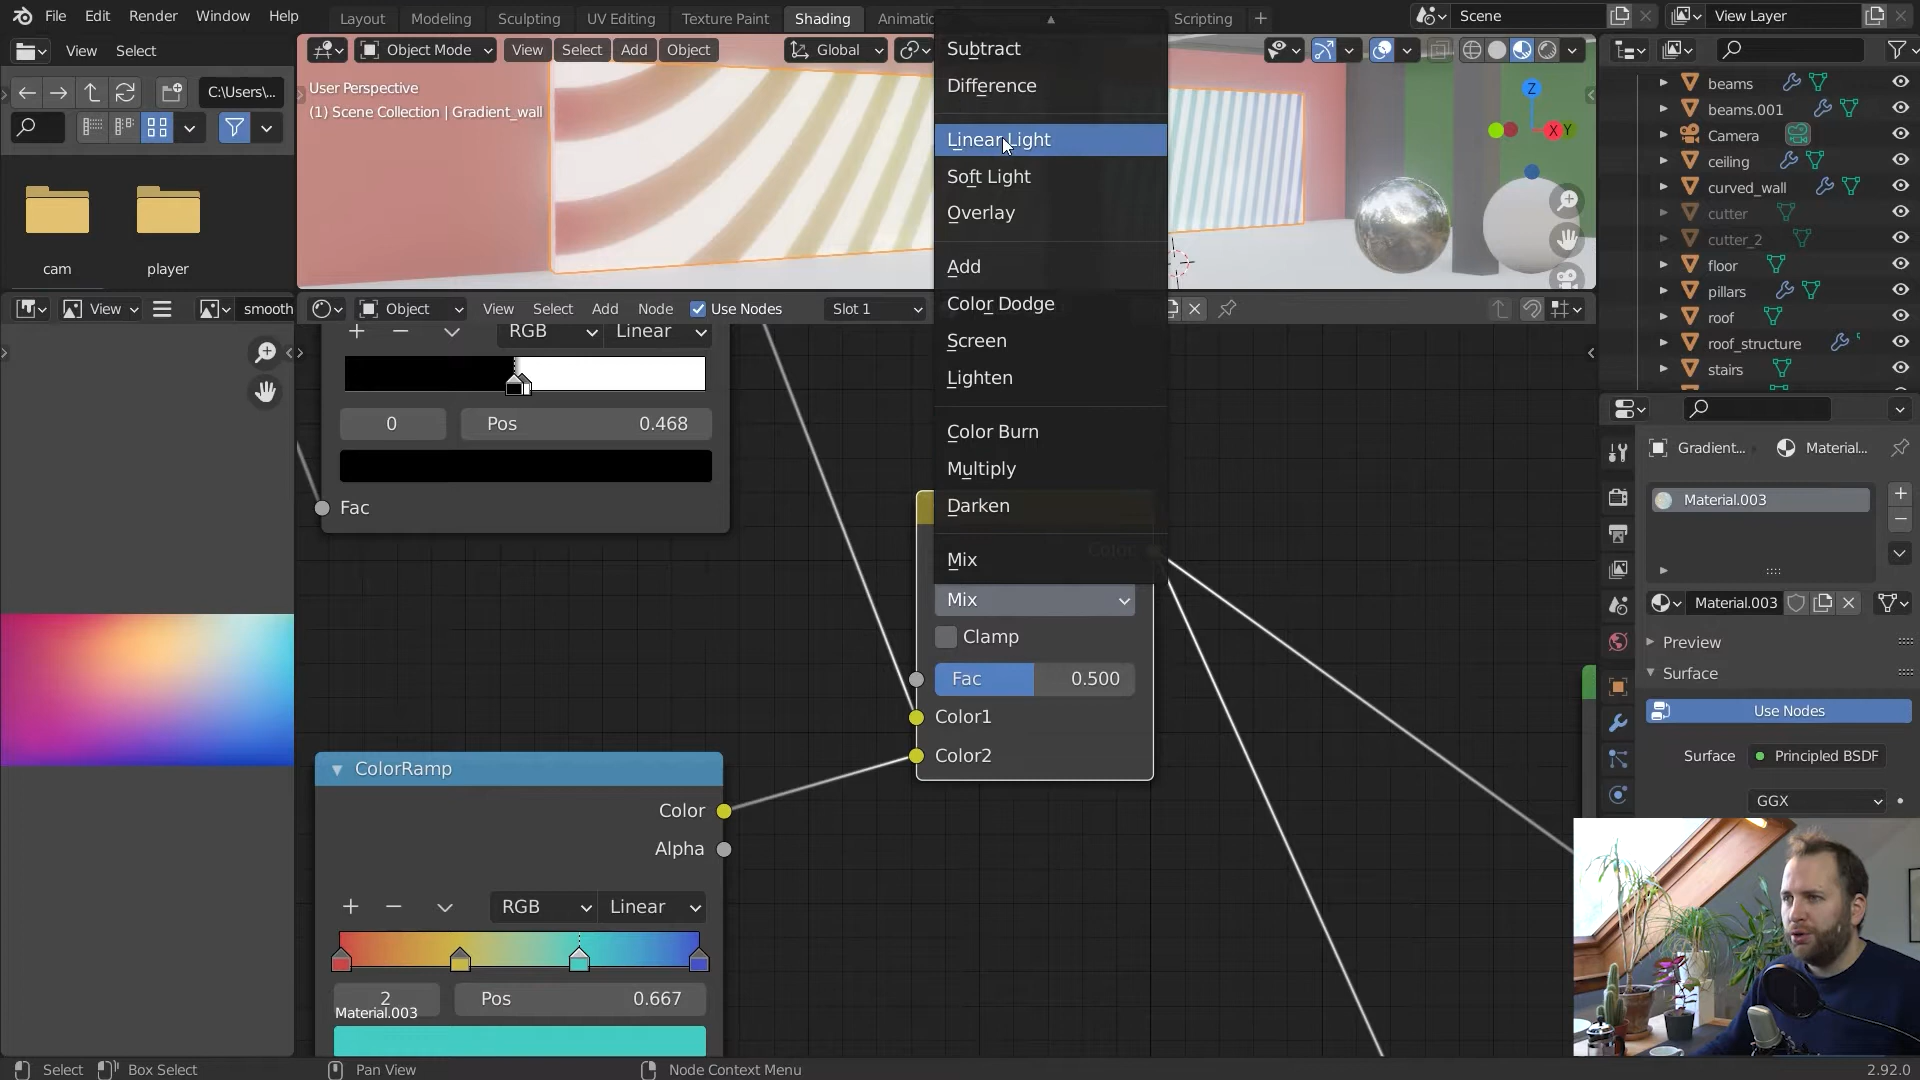 File Edit Render Window Help Layout Modeling Sculpting UV Editing Texture Paint Shading Animatio Scripting Scene View Layer
View Select Object Mode View Select Add Object Global
C:\Users\...
User Perspective
(1) Scene Collection | Gradient_wall
Z
X Y
cam player
Subtract
Difference
Linear Light
Soft Light
Overlay
Add
Color Dodge
Screen
Lighten
Color Burn
Multiply
Darken
Mix
beams
beams.001
Camera
ceiling
curved_wall
cutter
cutter_2
floor
pillars
roof
roof_structure
stairs
View smooth Object View Select Add Node Use Nodes Slot 1
RGB Linear
0 Pos 0.468
Fac
Color
Mix
Clamp
Fac 0.500
Color1
Color2
ColorRamp
Color
Alpha
RGB Linear
2 Pos 0.667
Material.003
Gradient... Material...
Material.003
Material.003
Preview
Surface
Use Nodes
Surface Principled BSDF
GGX
Select Box Select Pan View Node Context Menu 2.92.0